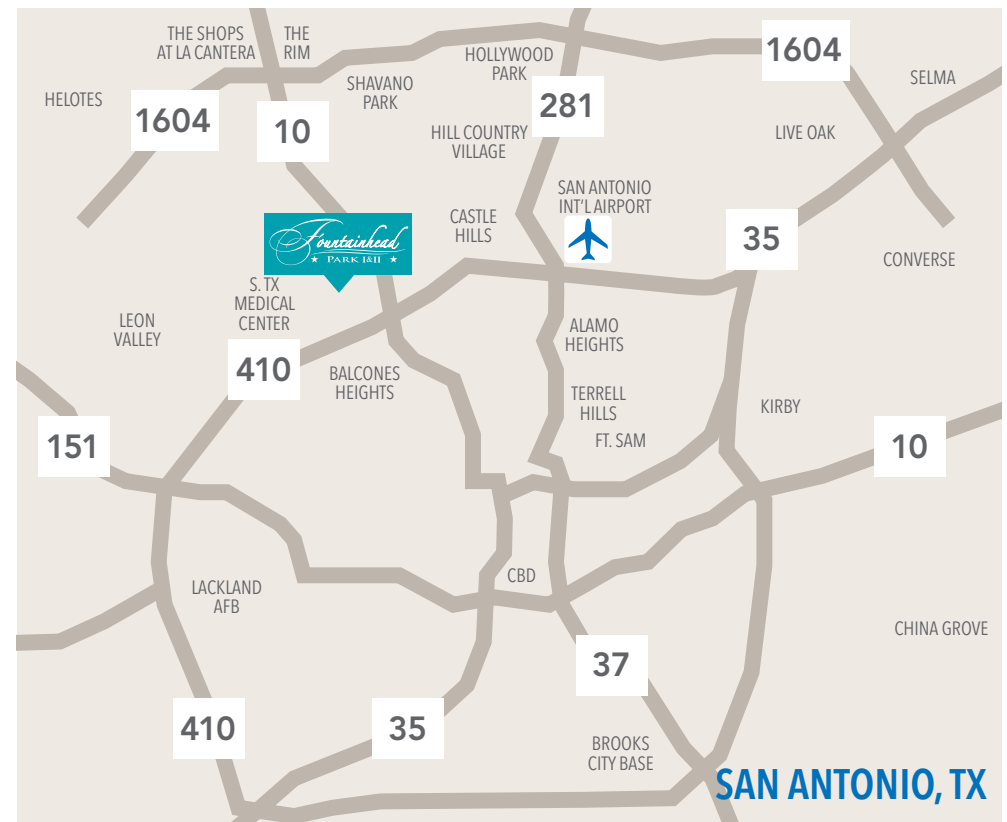 THE SHOPS
AT LA CANTERA
THE
RIM
HOLLYWOOD
PARK
1604
SELMA
SHAVANO
PARK
HELOTES
1604
10
281
HILL COUNTRY
VILLAGE
LIVE OAK
SAN ANTONIO
INT'L AIRPORT
CASTLE
HILLS
Fountainhead
★ PARK I&II ★
35
CONVERSE
S. TX
MEDICAL
CENTER
LEON
VALLEY
ALAMO
HEIGHTS
410
BALCONES
HEIGHTS
TERRELL
HILLS
KIRBY
FT. SAM
151
10
CBD
LACKLAND
AFB
CHINA GROVE
37
410
35
BROOKS
CITY BASE
SAN ANTONIO, TX